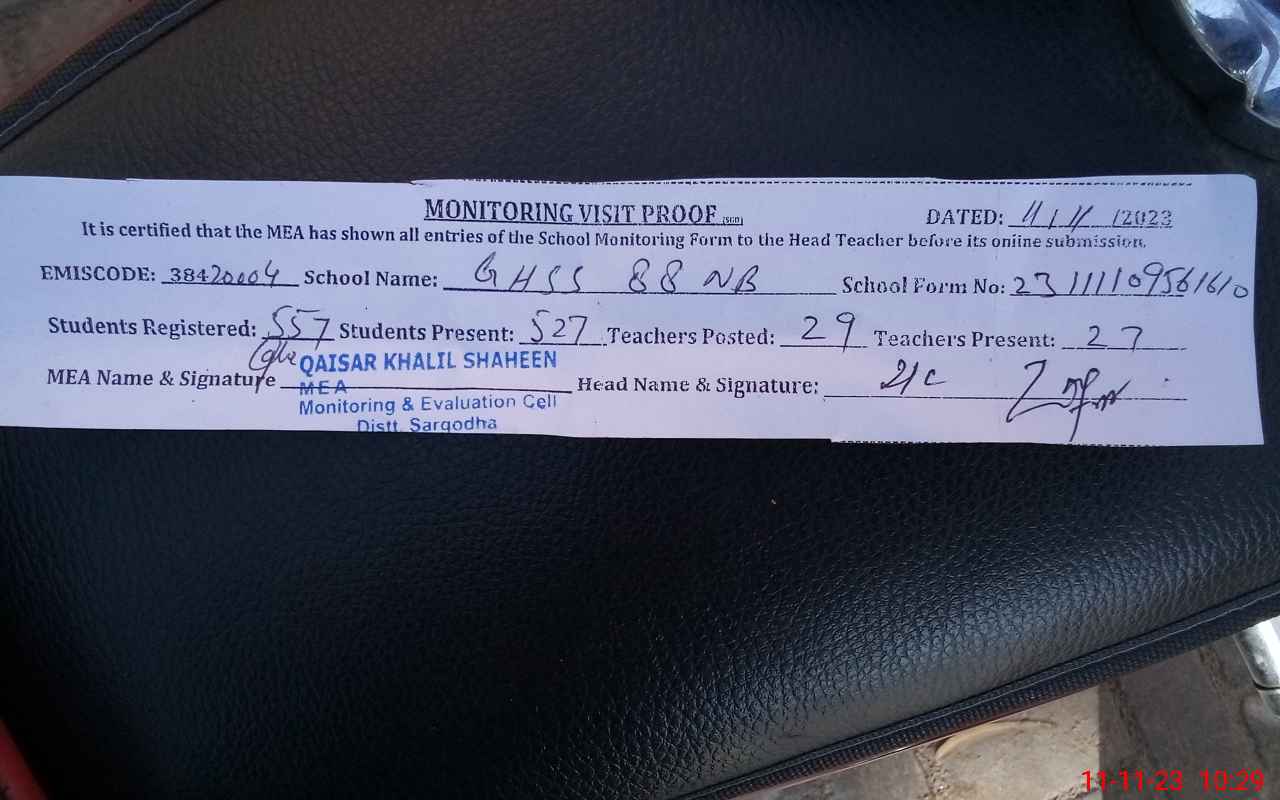 MONITORING VISIT PROOF (SGD)
DATED: 11/11/2023
It is certified that the MEA has shown all entries of the School Monitoring Form to the Head Teacher before its online submission.
EMISCODE: 38420004 School Name: GHSS 88 NB School Form No: 231111109561610
Students Registered: 557 Students Present: 527 Teachers Posted: 29 Teachers Present: 27
MEA Name & Signature QAISAR KHALIL SHAHEEN Head Name & Signature: I/C
MEA
Monitoring & Evaluation Cell
Distt. Sargodha
11-11-23 10:29